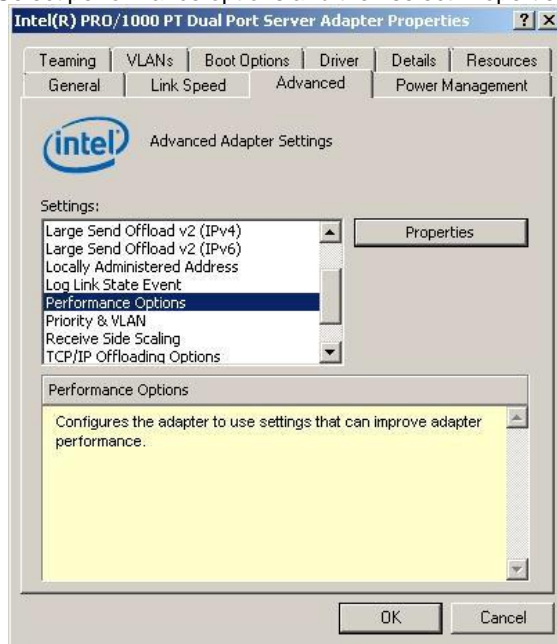 Intel(R) PRO/1000 PT Dual Port Server Adapter Properties
Teaming VLANs Boot Options Driver Details Resources
General Link Speed Advanced Power Management
intel
Advanced Adapter Settings
Settings:
Large Send Offload v2 (IPv4)
Large Send Offload v2 (IPv6)
Locally Administered Address
Log Link State Event
Performance Options
Priority & VLAN
Receive Side Scaling
TCP/IP Offloading Options
Properties
Performance Options
Configures the adapter to use settings that can improve adapter
performance.
OK Cancel